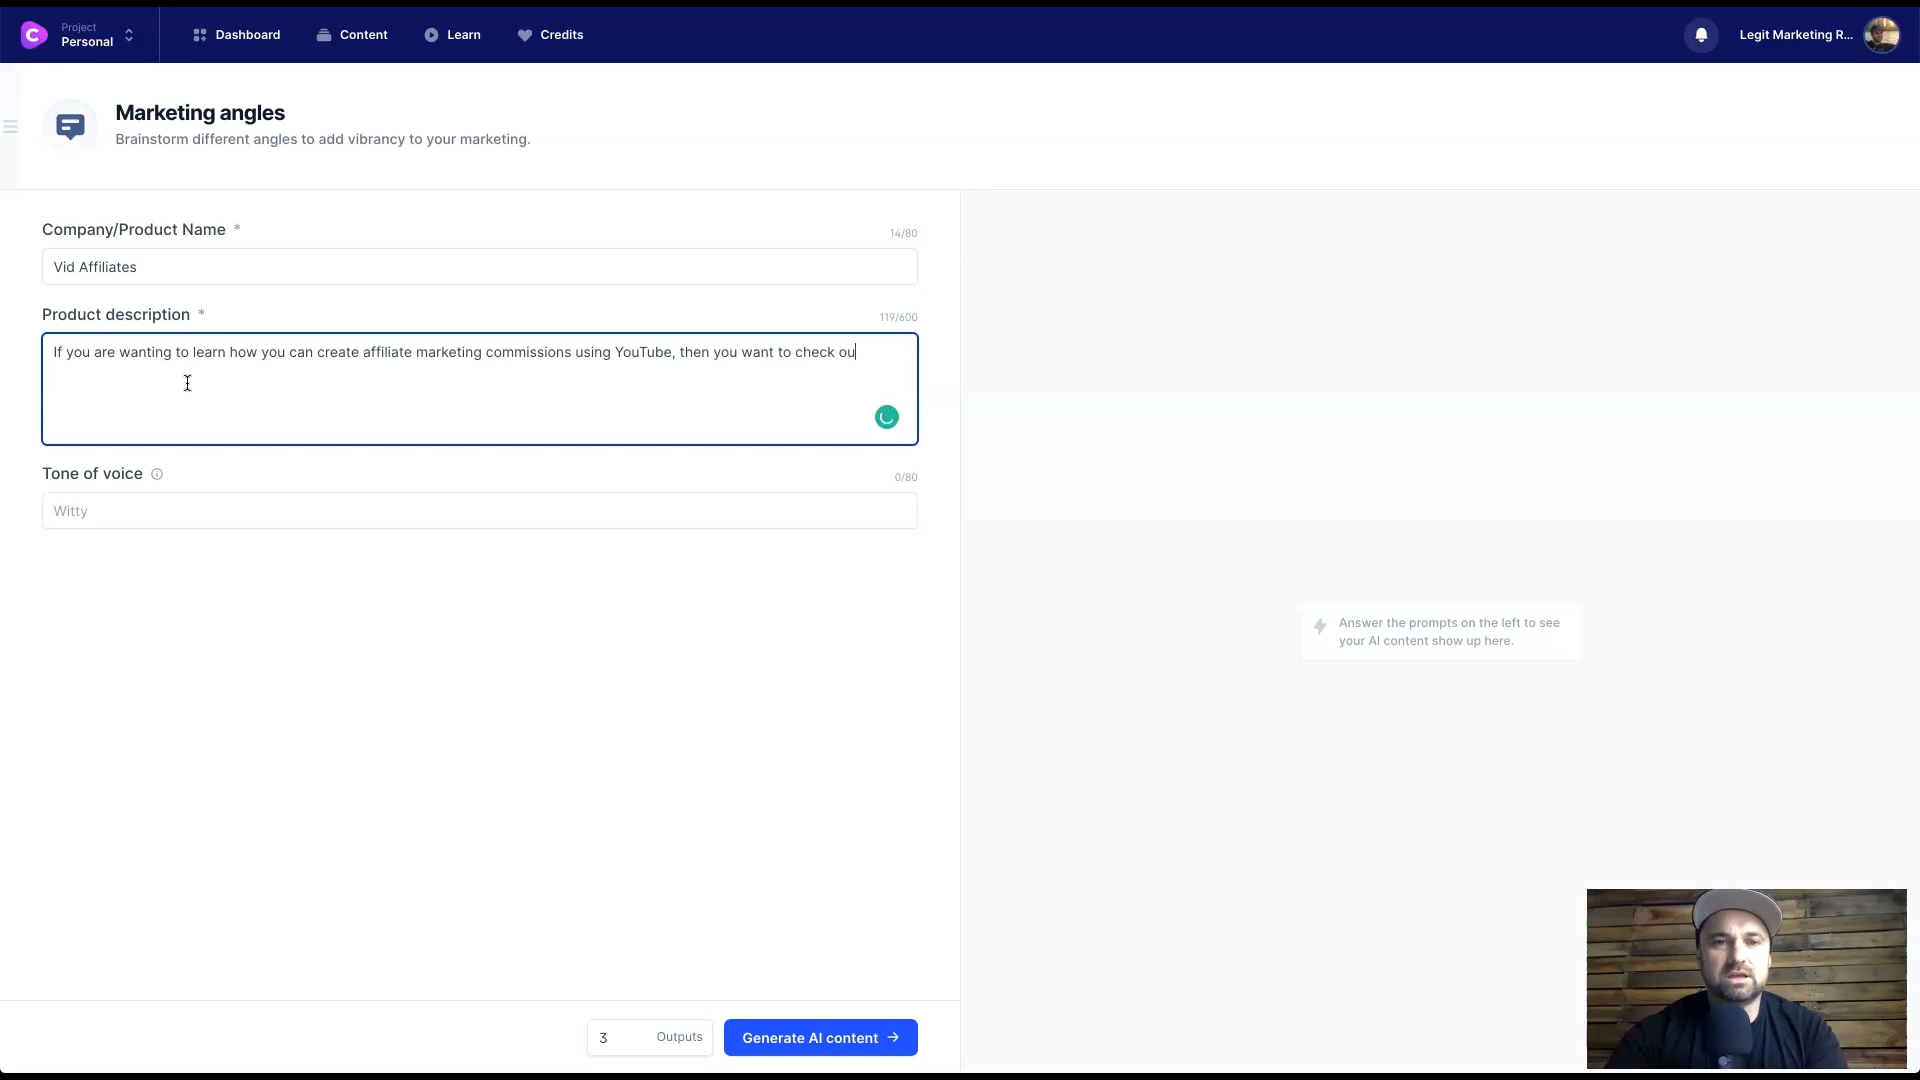 Project
Personal
Dashboard
Content
Learn
Credits
Legit Marketing R...
Marketing angles
Brainstorm different angles to add vibrancy to your marketing.
Company/Product Name *
14/80
Vid Affiliates
Product description *
119/600
If you are wanting to learn how you can create affiliate marketing commissions using YouTube, then you want to check ou
Tone of voice
0/80
Witty
Answer the prompts on the left to see
your AI content show up here.
3 Outputs
Generate AI content →